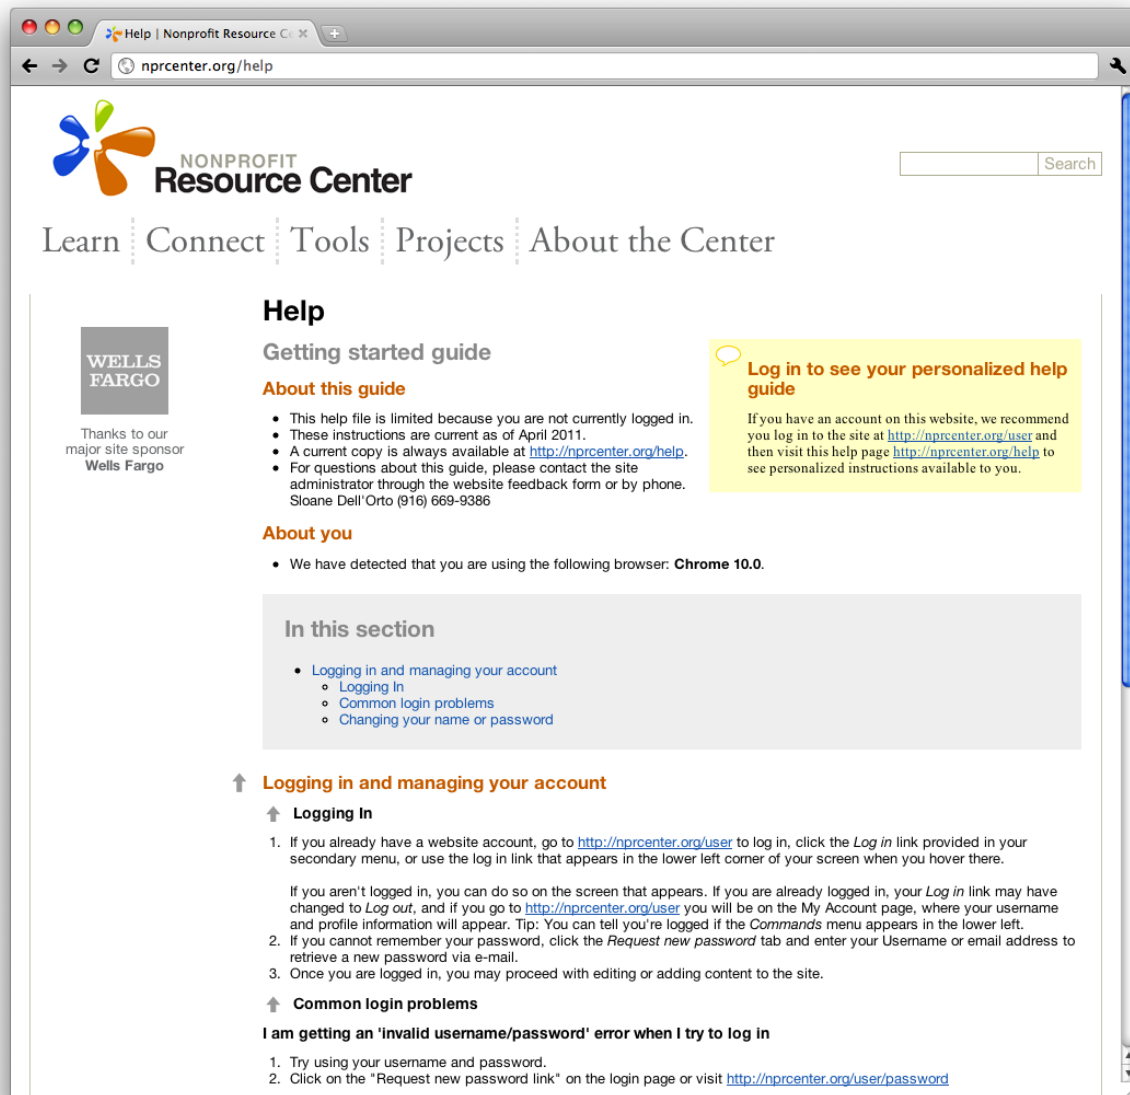 Help | Nonprofit Resource Ce
nprcenter.org/help
NONPROFIT
Resource Center
Search
Learn Connect Tools Projects About the Center
WELLS
FARGO
Thanks to our
major site sponsor
Wells Fargo
Help
Getting started guide
About this guide
• This help file is limited because you are not currently logged in.
• These instructions are current as of April 2011.
• A current copy is always available at http://nprcenter.org/help.
• For questions about this guide, please contact the site
administrator through the website feedback form or by phone.
Sloane Dell'Orto (916) 669-9386
Log in to see your personalized help
guide
If you have an account on this website, we recommend
you log in to the site at http://nprcenter.org/user and
then visit this help page http://nprcenter.org/help to
see personalized instructions available to you.
About you
• We have detected that you are using the following browser: Chrome 10.0.
In this section
• Logging in and managing your account
Logging In
Common login problems
Changing your name or password
Logging in and managing your account
Logging In
1. If you already have a website account, go to http://nprcenter.org/user to log in, click the Log in link provided in your
secondary menu, or use the log in link that appears in the lower left corner of your screen when you hover there.
If you aren't logged in, you can do so on the screen that appears. If you are already logged in, your Log in link may have
changed to Log out, and if you go to http://nprcenter.org/user you will be on the My Account page, where your username
and profile information will appear. Tip: You can tell you're logged if the Commands menu appears in the lower left.
2. If you cannot remember your password, click the Request new password tab and enter your Username or email address to
retrieve a new password via e-mail.
3. Once you are logged in, you may proceed with editing or adding content to the site.
Common login problems
I am getting an 'invalid username/password' error when I try to log in
1. Try using your username and password.
2. Click on the "Request new password link" on the login page or visit http://nprcenter.org/user/password